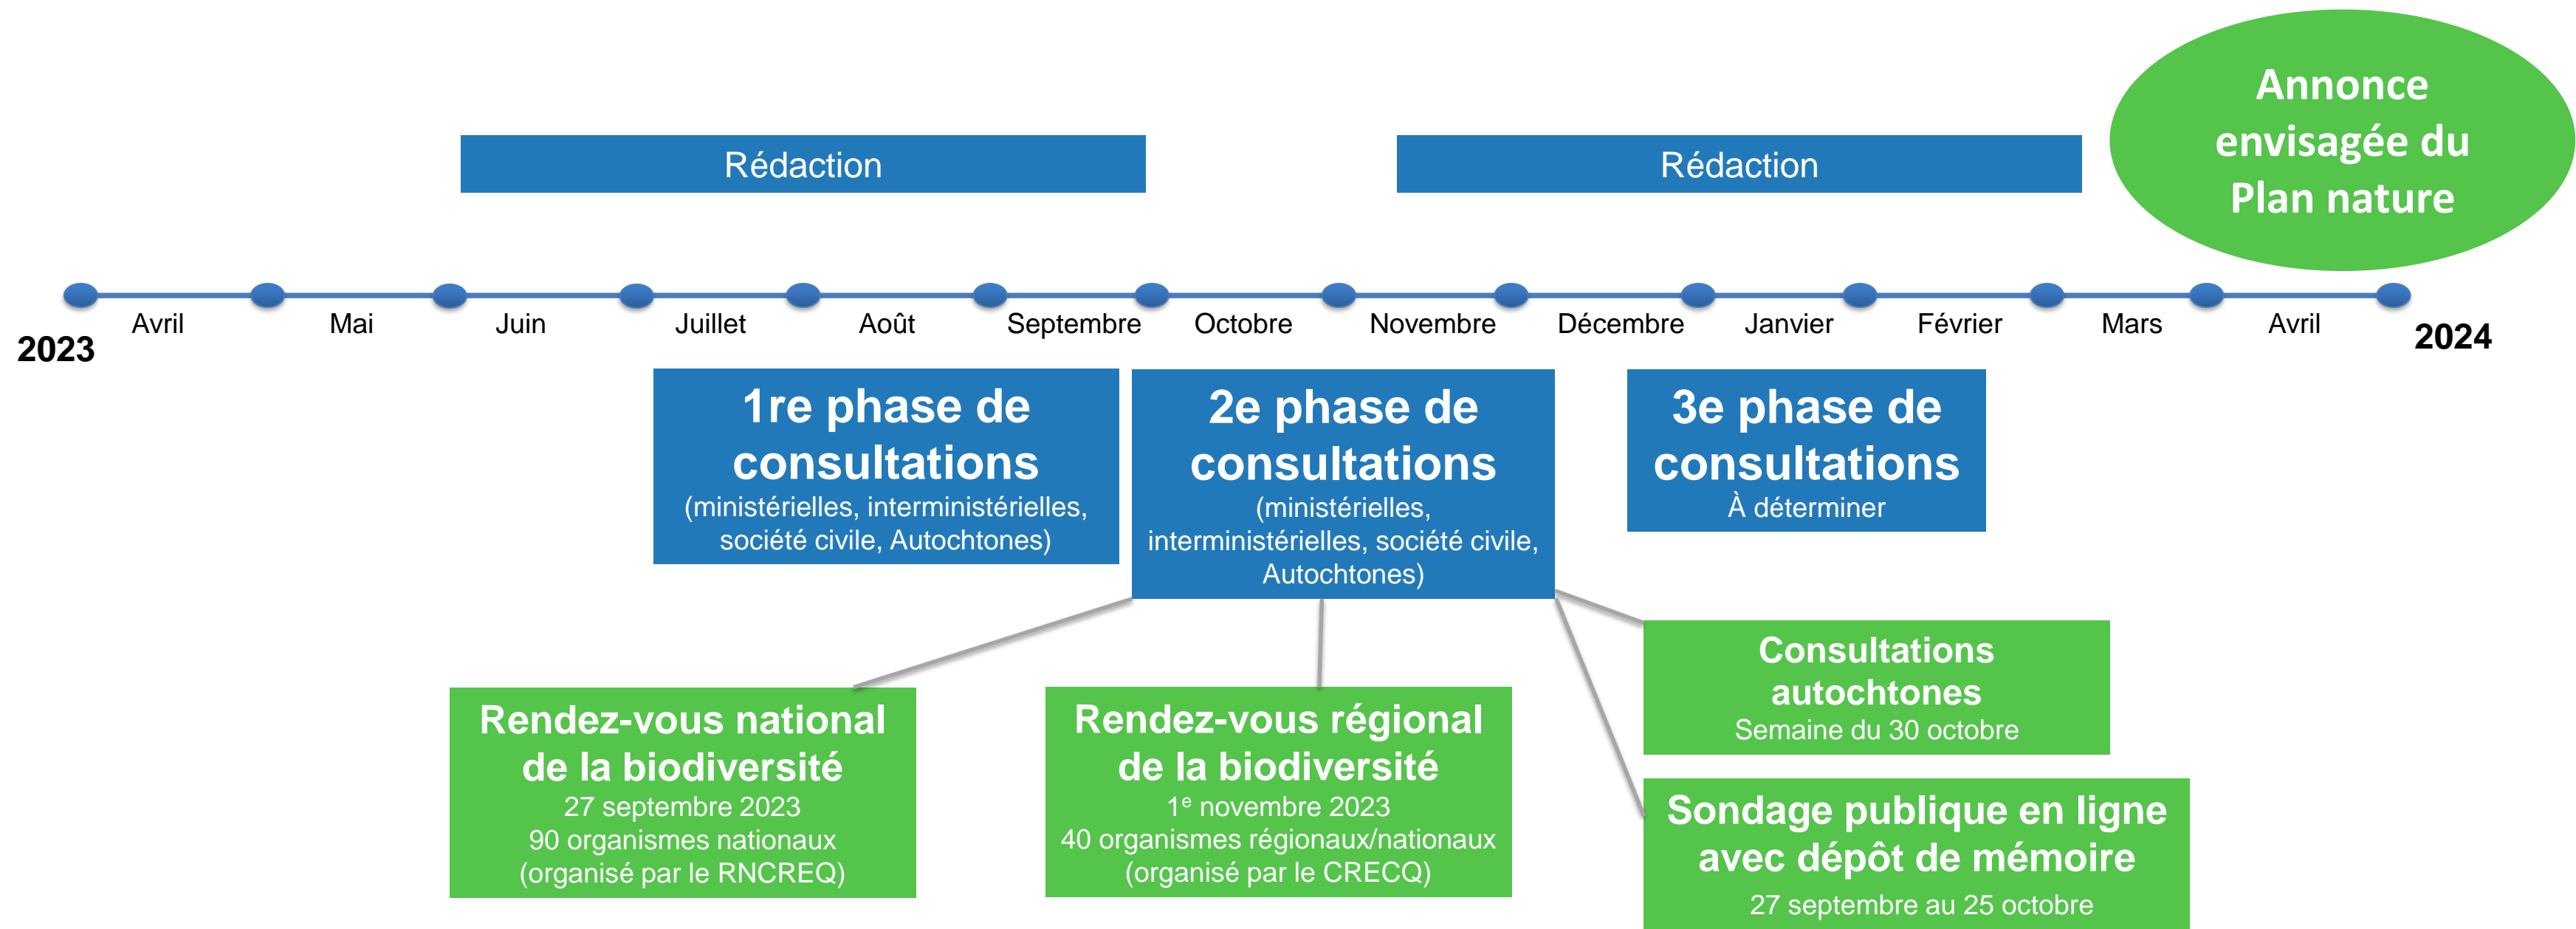 Annonce
envisagée du
Plan nature
Rédaction
Rédaction
2023
Avril
Mai
Juin
Juillet
Août
Septembre
Octobre
Novembre
Décembre
Janvier
Février
Mars
Avril
2024
1re phase de
consultations
(ministérielles, interministérielles,
société civile, Autochtones)
2e phase de
consultations
(ministérielles,
interministérielles, société civile,
Autochtones)
3e phase de
consultations
À déterminer
Rendez-vous national
de la biodiversité
27 septembre 2023
90 organismes nationaux
(organisé par le RNCREQ)
Rendez-vous régional
de la biodiversité
1e novembre 2023
40 organismes régionaux/nationaux
(organisé par le CRECQ)
Consultations
autochtones
Semaine du 30 octobre
Sondage publique en ligne
avec dépôt de mémoire
27 septembre au 25 octobre